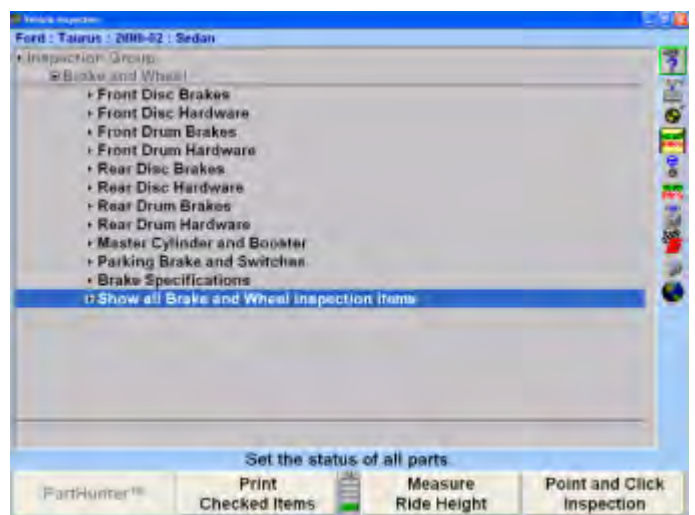 Vehicle Inspection
Ford : Taurus : 2000-02 : Sedan
Inspection Group
Brake and Wheel
Front Disc Brakes
Front Disc Hardware
Front Drum Brakes
Front Drum Hardware
Rear Disc Brakes
Rear Disc Hardware
Rear Drum Brakes
Rear Drum Hardware
Master Cylinder and Booster
Parking Brake and Switches
Brake Specifications
Show all Brake and Wheel inspection items
Set the status of all parts.
PartHunter™
Print
Checked Items
Measure
Ride Height
Point and Click
Inspection